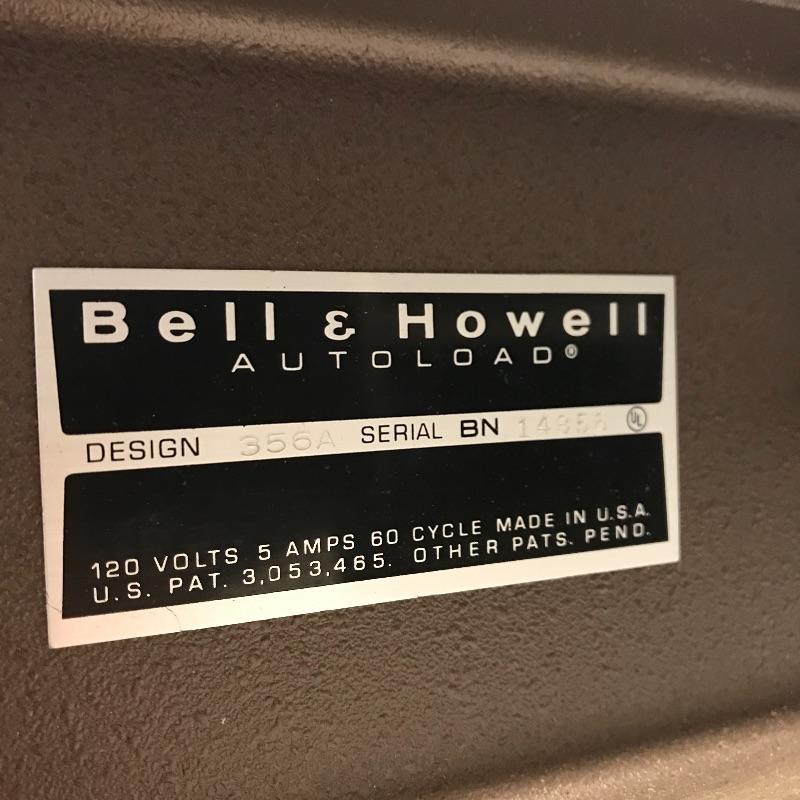 Bell & Howell
AUTOLOAD®
DESIGN 356A SERIAL BN UL
120 VOLTS 5 AMPS 60 CYCLE MADE IN U.S.A.
U.S. PAT. 3,053,465. OTHER PATS. PEND.